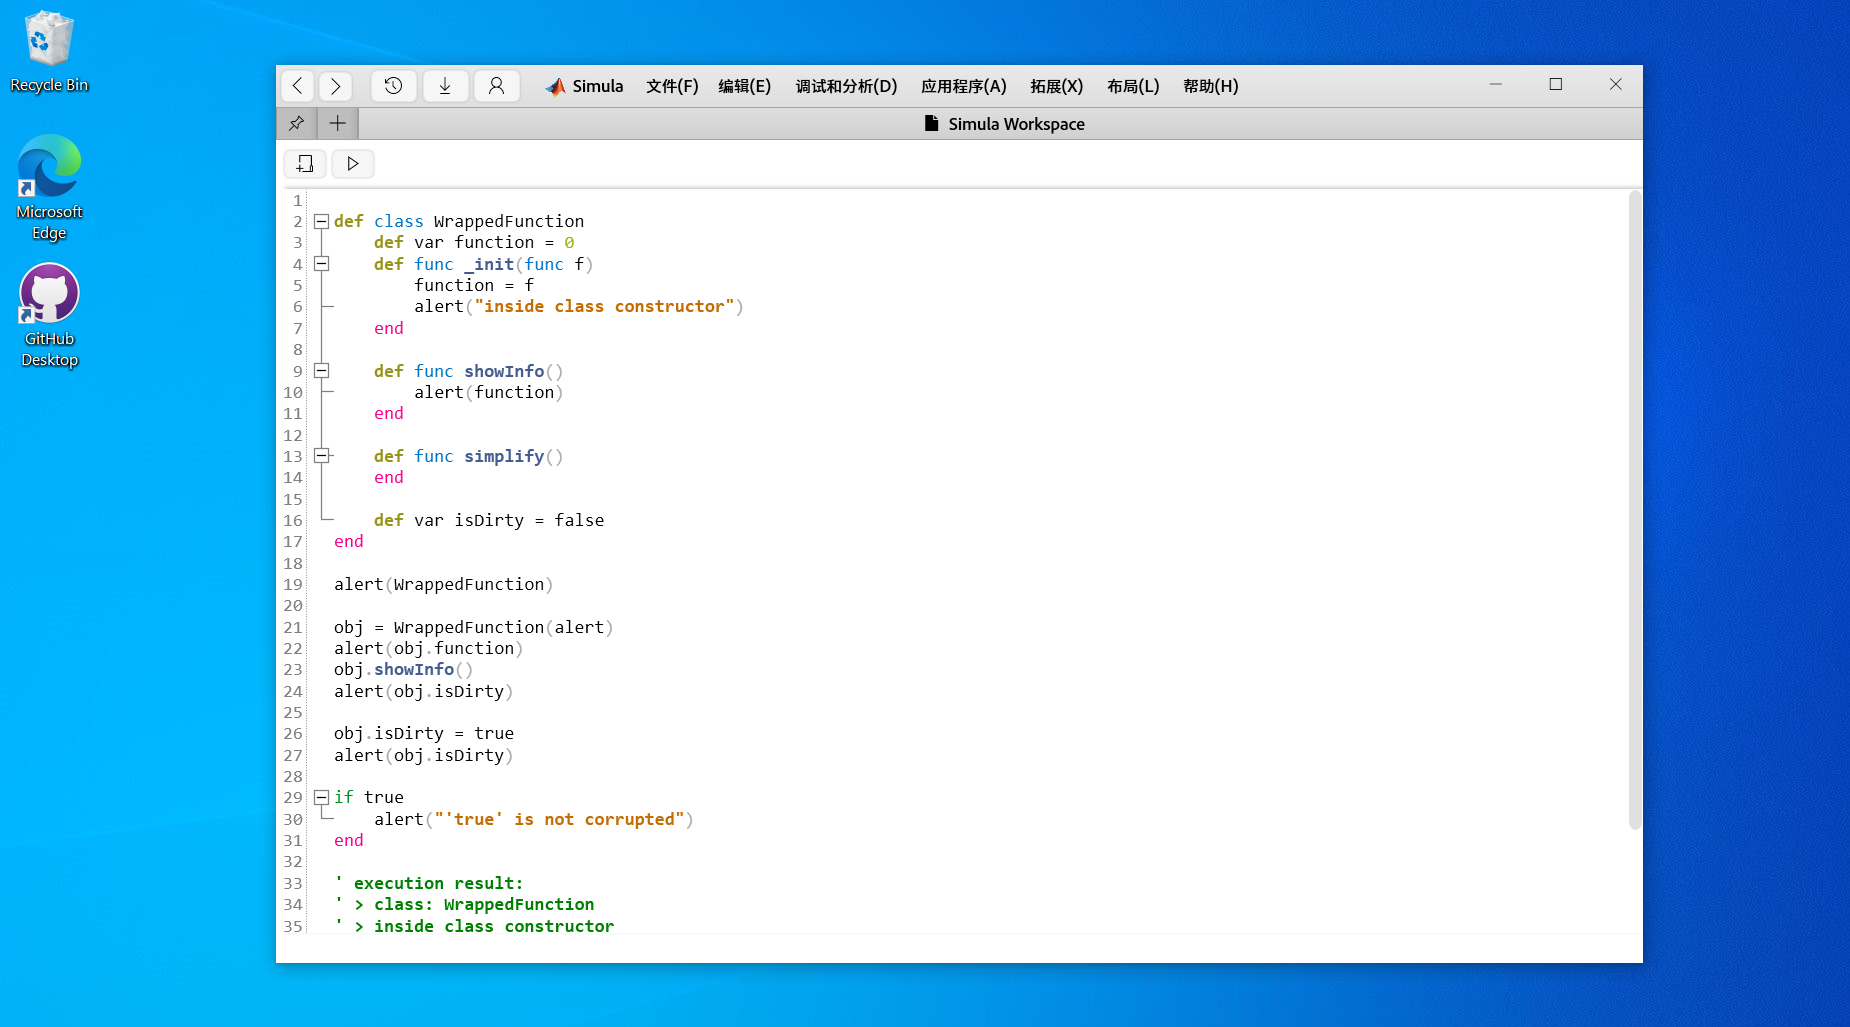 Recycle Bin
Microsoft
Edge
GitHub
Desktop
Simula 文件(F) 编辑(E) 调试和分析(D) 应用程序(A) 拓展(X) 布局(L) 帮助(H)
Simula Workspace
1
2 def class WrappedFunction
3 def var function = 0
4 def func _init(func f)
5 function = f
6 alert("inside class constructor")
7 end
8
9 def func showInfo()
10 alert(function)
11 end
12
13 def func simplify()
14 end
15
16 def var isDirty = false
17 end
18
19 alert(WrappedFunction)
20
21 obj = WrappedFunction(alert)
22 alert(obj.function)
23 obj.showInfo()
24 alert(obj.isDirty)
25
26 obj.isDirty = true
27 alert(obj.isDirty)
28
29 if true
30 alert("'true' is not corrupted")
31 end
32
33 ' execution result:
34 ' > class: WrappedFunction
35 ' > inside class constructor